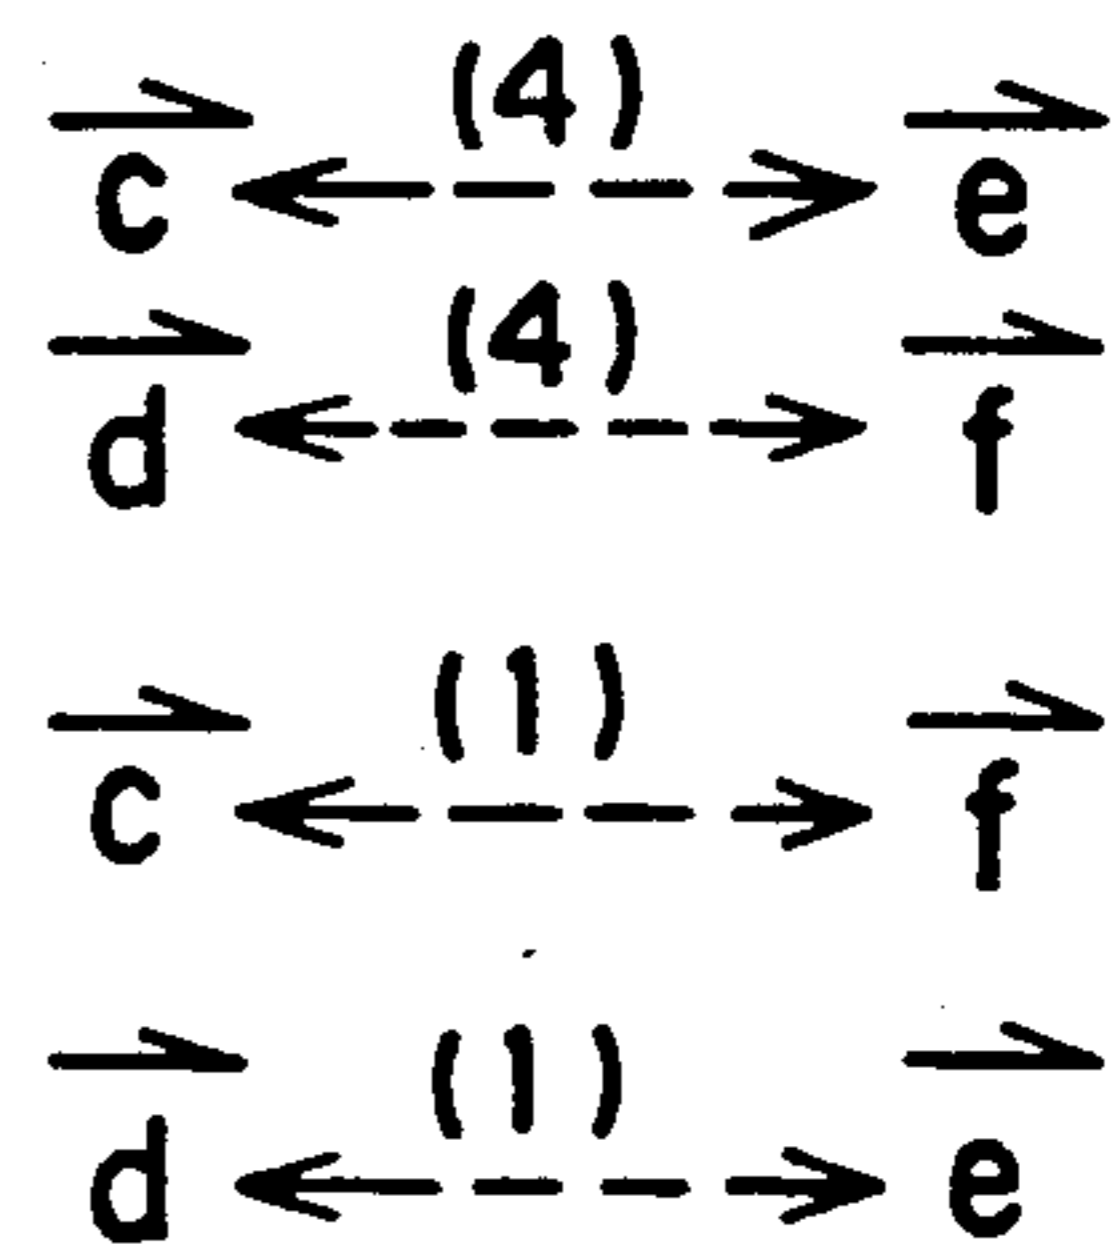 (4)
c⃗ ⟵ ⟶ e⃗
(4)
d⃗ ⟵ ⟶ f⃗
(1)
c⃗ ⟵ ⟶ f⃗
(1)
d⃗ ⟵ ⟶ e⃗